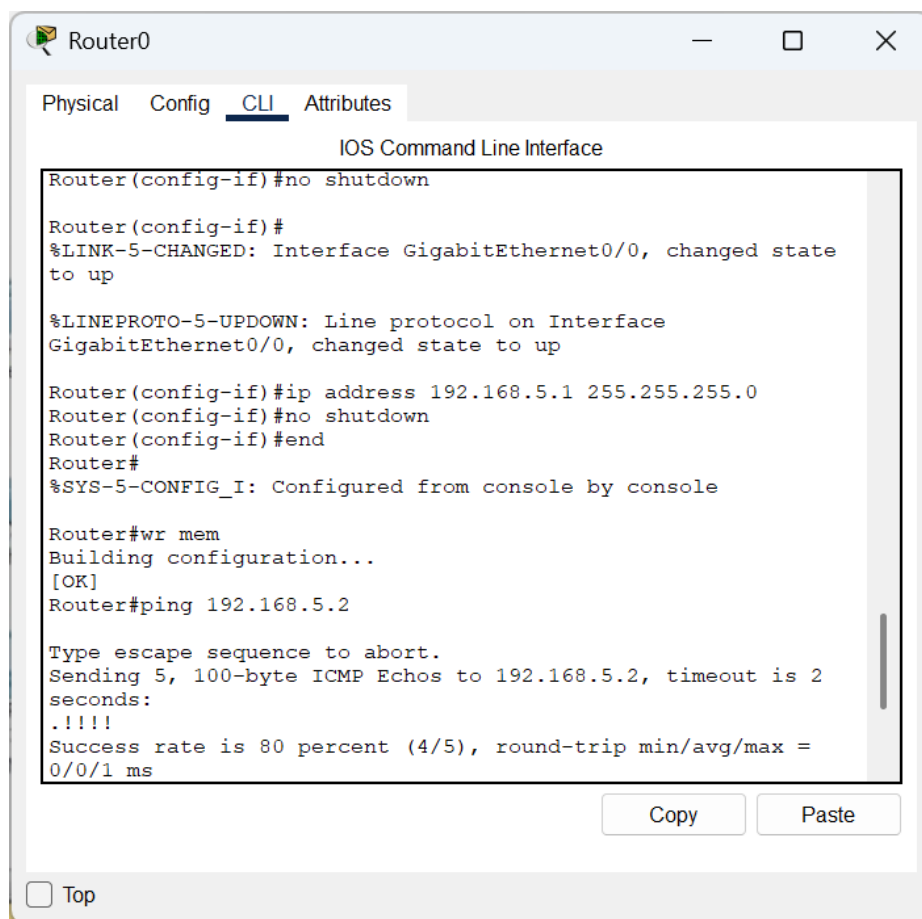 Router0
Physical Config CLI Attributes
IOS Command Line Interface
Router(config-if)#no shutdown
Router(config-if)#
%LINK-5-CHANGED: Interface GigabitEthernet0/0, changed state
to up
%LINEPROTO-5-UPDOWN: Line protocol on Interface
GigabitEthernet0/0, changed state to up
Router(config-if)#ip address 192.168.5.1 255.255.255.0
Router(config-if)#no shutdown
Router(config-if)#end
Router#
%SYS-5-CONFIG_I: Configured from console by console
Router#wr mem
Building configuration...
[OK]
Router#ping 192.168.5.2
Type escape sequence to abort.
Sending 5, 100-byte ICMP Echos to 192.168.5.2, timeout is 2
seconds:
.!!!!
Success rate is 80 percent (4/5), round-trip min/avg/max =
0/0/1 ms
Copy Paste
Top